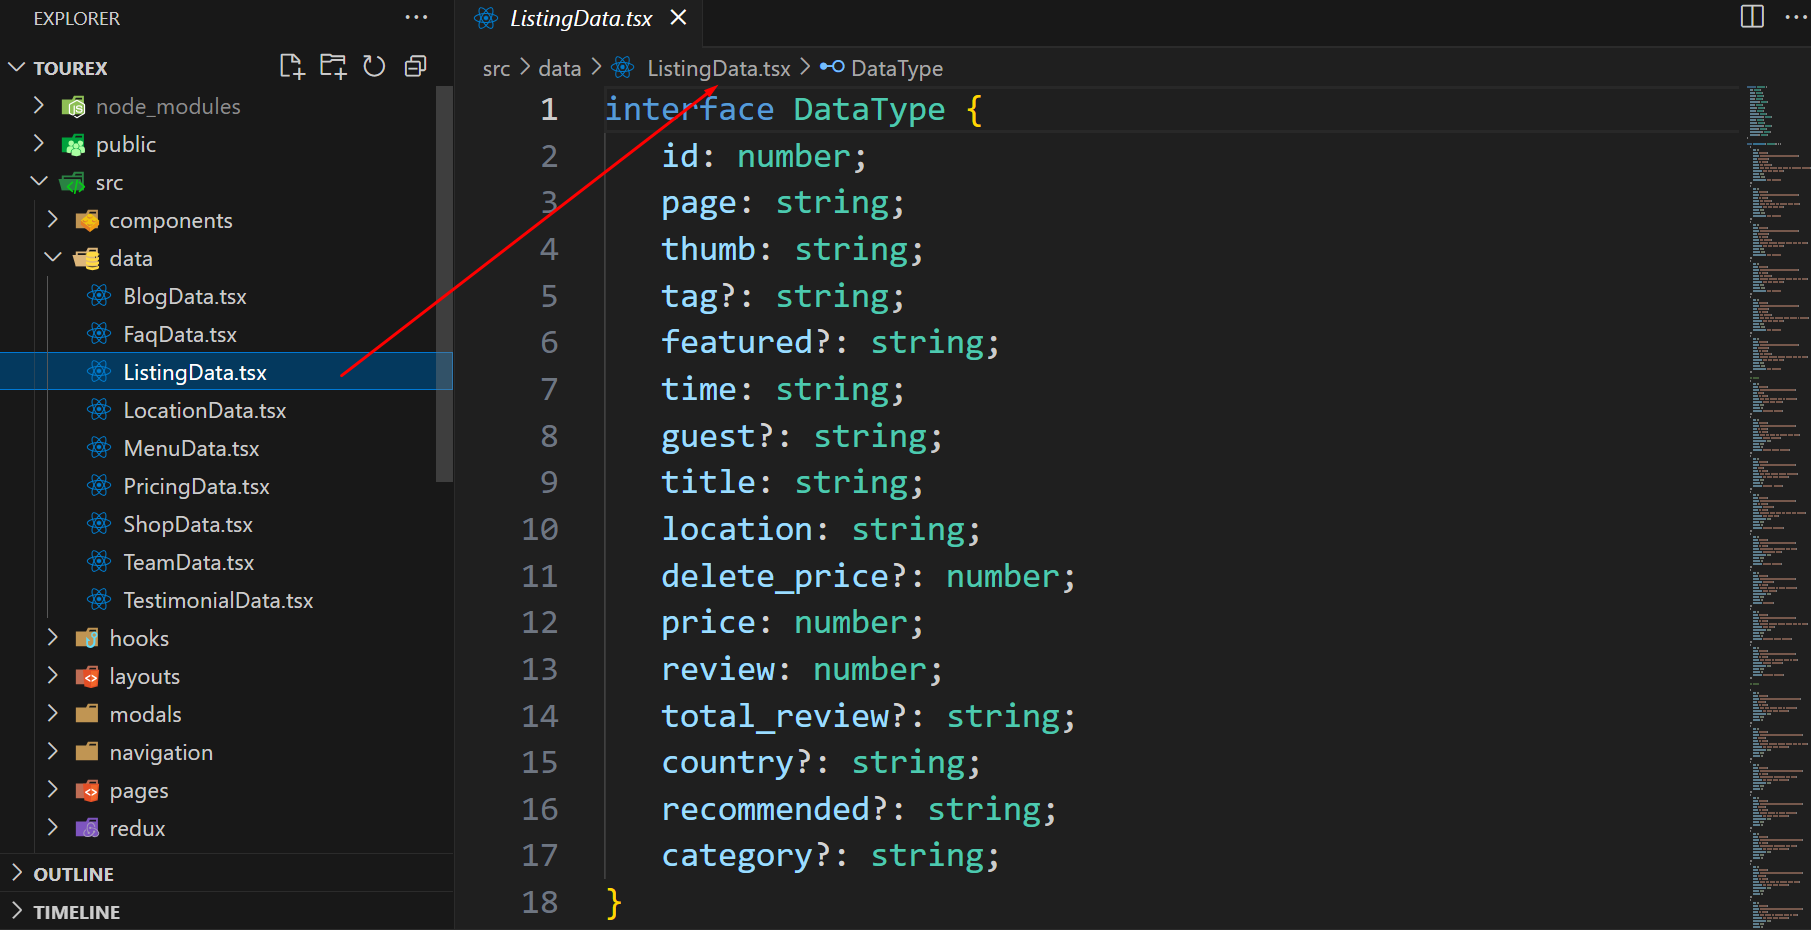 EXPLORER
TOUREX
node_modules
public
src
components
data
BlogData.tsx
FaqData.tsx
ListingData.tsx
LocationData.tsx
MenuData.tsx
PricingData.tsx
ShopData.tsx
TeamData.tsx
TestimonialData.tsx
hooks
layouts
modals
navigation
pages
redux
OUTLINE
TIMELINE
ListingData.tsx
src > data > ListingData.tsx > DataType
1 interface DataType {
2 id: number;
3 page: string;
4 thumb: string;
5 tag?: string;
6 featured?: string;
7 time: string;
8 guest?: string;
9 title: string;
10 location: string;
11 delete_price?: number;
12 price: number;
13 review: number;
14 total_review?: string;
15 country?: string;
16 recommended?: string;
17 category?: string;
18 }